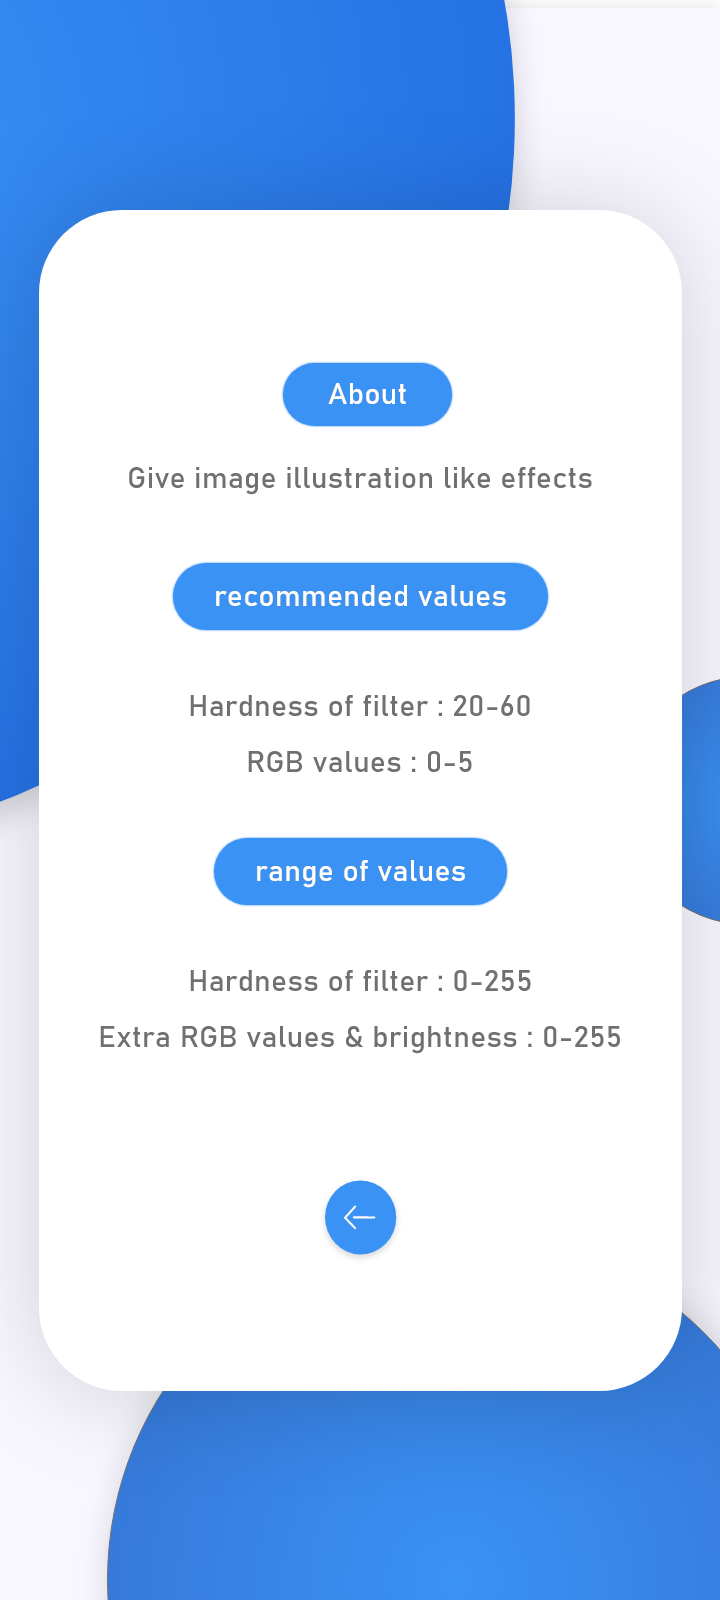 About
Give image illustration like effects
recommended values
Hardness of filter : 20-60
RGB values : 0-5
range of values
Hardness of filter : 0-255
Extra RGB values & brightness : 0-255